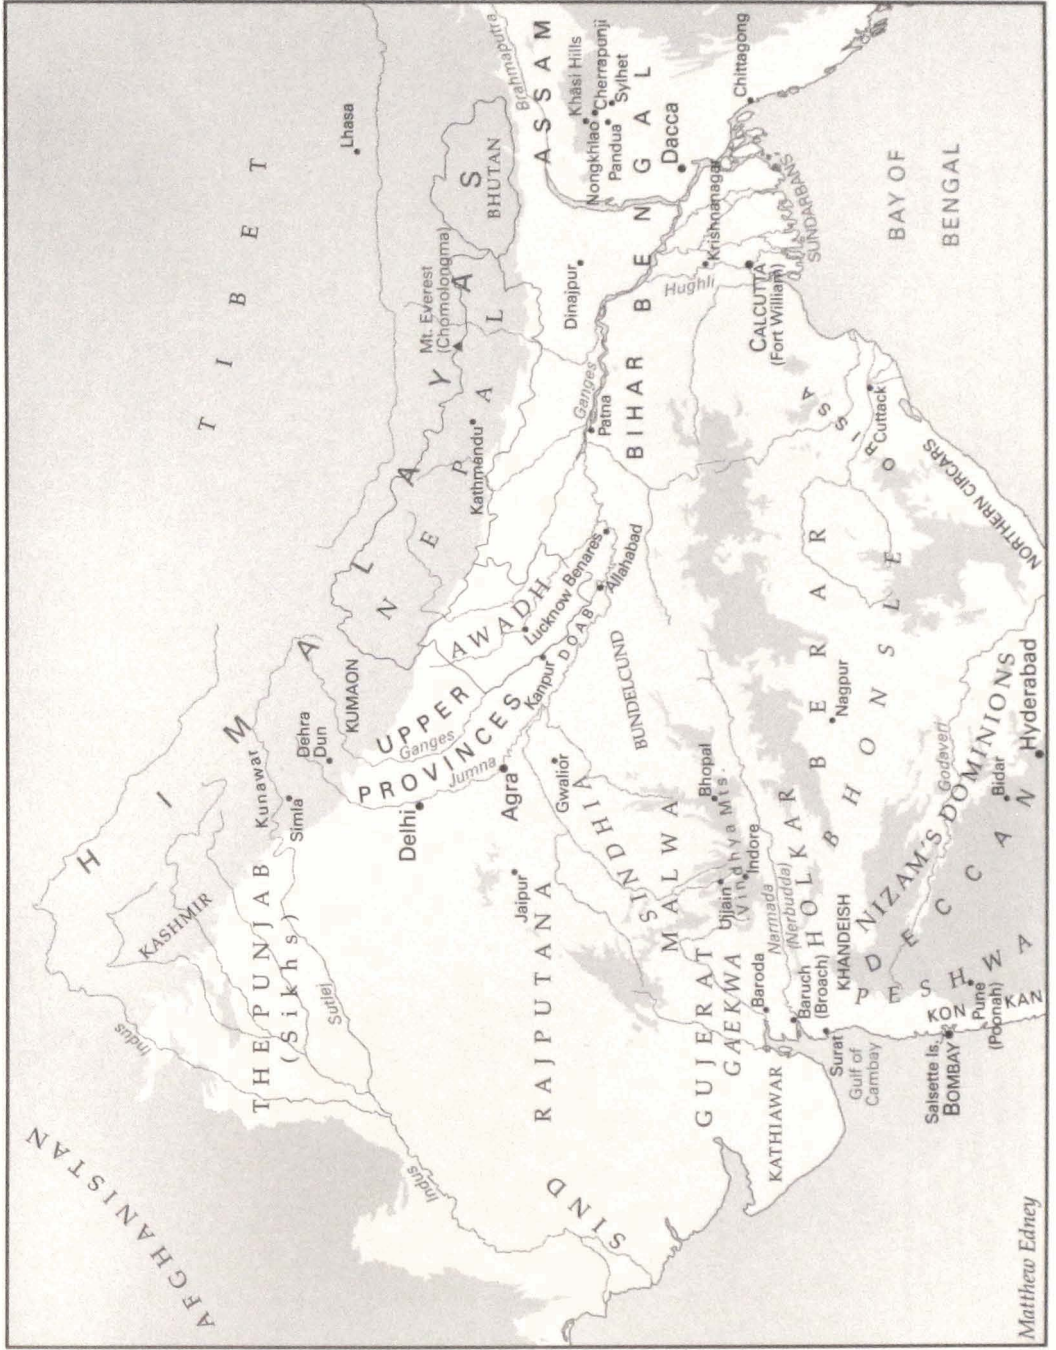 AFGHANISTAN
TIBET
HIMALAYAS
Indus
KASHMIR
THE PUNJAB
(Sikhs)
Sutlej
Kunawar
Simla
Dehra
Dun
KUMAON
NEPAL
Kathmandu
Mt. Everest
(Chomolongma)
Lhasa
BHUTAN
Brahmaputra
ASSAM
Khāsi Hills
Nongkhlao
Cherrapunji
Pandua
Sylhet
UPPER
PROVINCES
Ganges
Jumna
Delhi
Agra
AWADH
Lucknow
Kanpur
DOAB
Benares
Allahabad
Ganges
Patna
BIHAR
Dinajpur
BENGAL
Dacca
Chittagong
Krishnanagar
Hughli
CALCUTTA
(Fort William)
SUNDARBANS
BAY OF
BENGAL
Indus
SIND
RAJPUTANA
Jaipur
Gwalior
SINDHIA
BUNDELCUND
MALWA
Bhopal
Ujjain
(Vindhya Mts.
Indore
GUJERAT
GAEKWA
Baroda
Narmada
(Nerbudda)
HOLKAR
KATHIAWAR
Baruch
(Broach)
KHANDEISH
Surat
Gulf of
Cambay
BERAR
Nagpur
BHONSLE
ORISSA
Cuttack
NORTHERN CIRCARS
Godaveri
NIZAM'S DOMINIONS
DECCAN
PESHWA
KONKAN
Salsette Is.
BOMBAY
Pune
(Poonah)
Bidar
Hyderabad
Matthew Edney